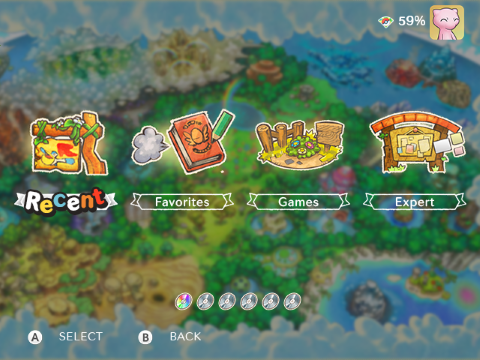 59%
Recent
Favorites
Games
Expert
A SELECT B BACK